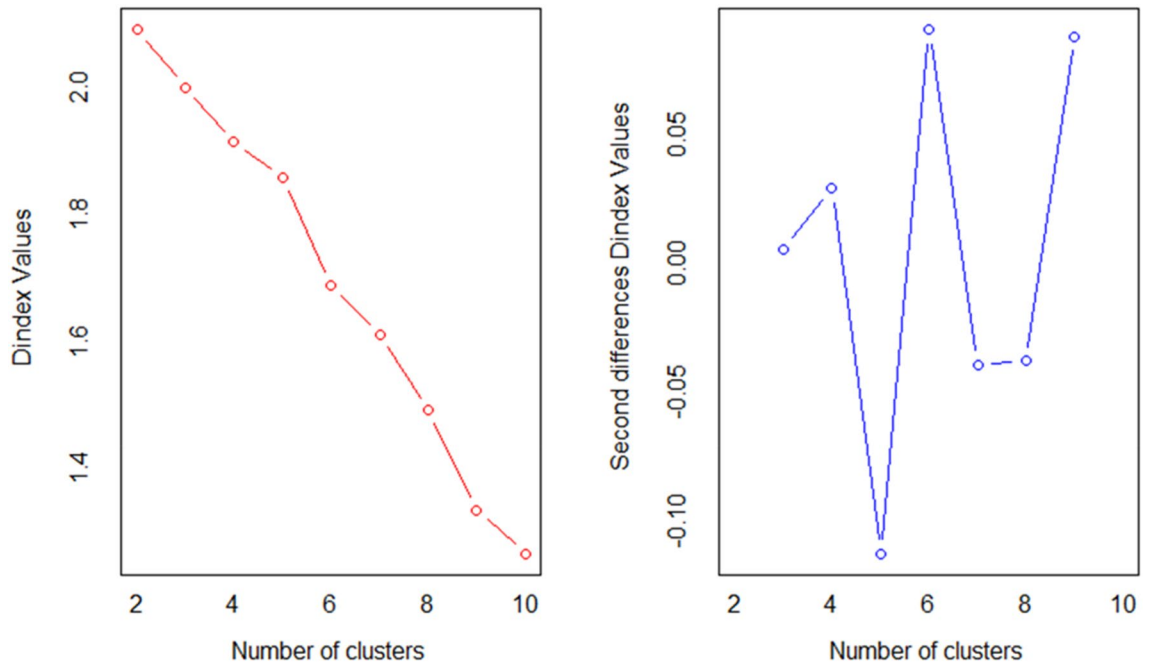 Dindex Values
2.0
1.8
1.6
1.4
2 4 6 8 10
Number of clusters
Second differences Dindex Values
0.05
0.00
-0.05
-0.10
2 4 6 8 10
Number of clusters